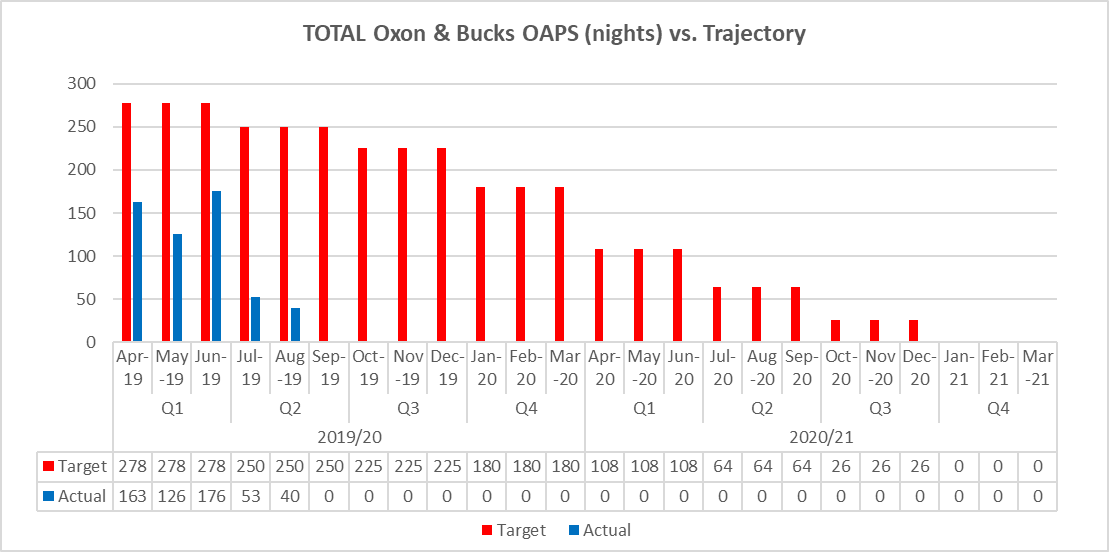 TOTAL Oxon & Bucks OAPS (nights) vs. Trajectory
300
250
200
150
100
50
0
Apr- May Jun- Jul- Aug Sep- Oct- Nov Dec- Jan- Feb- Mar Apr- May Jun- Jul- Aug Sep- Oct- Nov Dec- Jan- Feb- Mar
19 -19 19 19 -19 19 19 -19 19 20 20 -20 20 -20 20 20 -20 20 20 -20 20 21 21 -21
Q1 Q2 Q3 Q4 Q1 Q2 Q3 Q4
2019/20 2020/21
Target 278 278 278 250 250 250 225 225 225 180 180 180 108 108 108 64 64 64 26 26 26 0 0 0
Actual 163 126 176 53 40 0 0 0 0 0 0 0 0 0 0 0 0 0 0 0 0 0 0 0
Target Actual